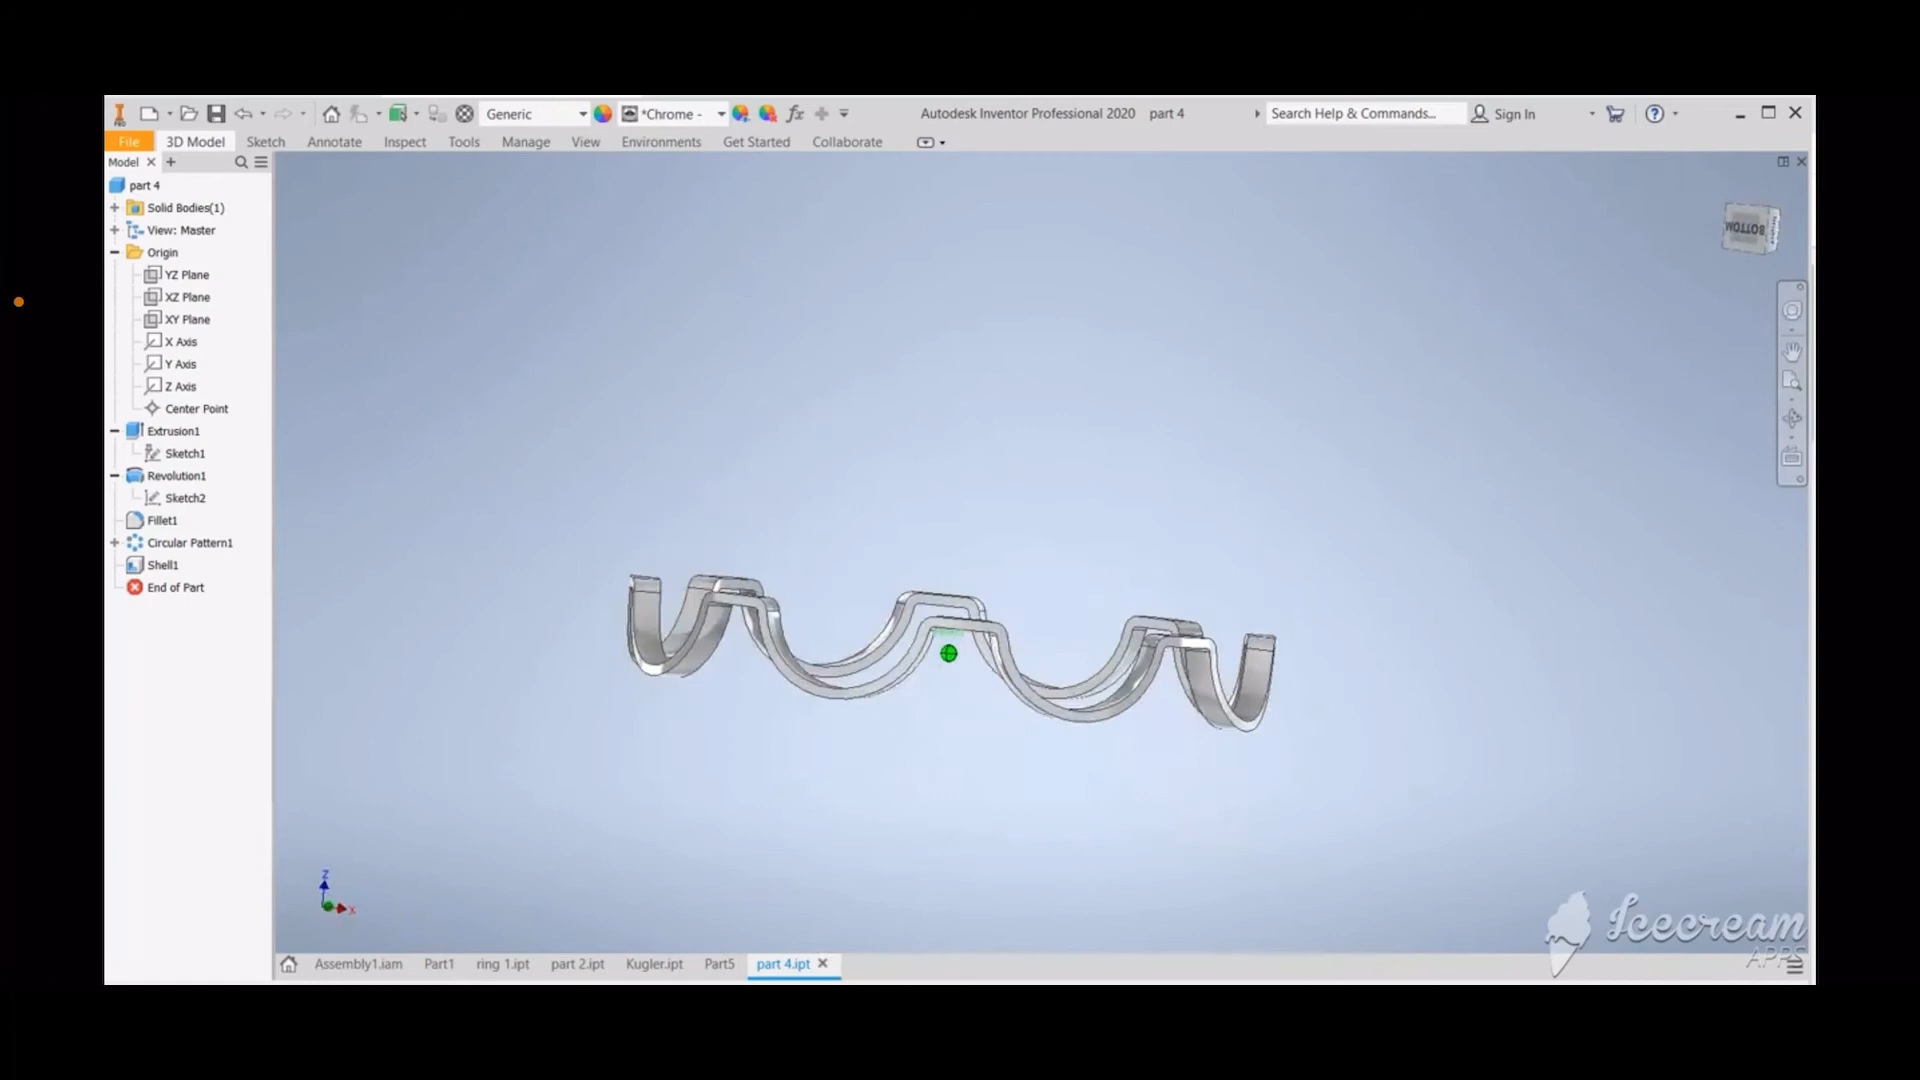 PRO
Generic
*Chrome -
fx
Autodesk Inventor Professional 2020 part 4
Search Help & Commands...
Sign In
File 3D Model Sketch Annotate Inspect Tools Manage View Environments Get Started Collaborate
Model
part 4
Solid Bodies(1)
View: Master
Origin
YZ Plane
XZ Plane
XY Plane
X Axis
Y Axis
Z Axis
Center Point
Extrusion1
Sketch1
Revolution1
Sketch2
Fillet1
Circular Pattern1
Shell1
End of Part
BOTTOM
Z
X
Icecream
APPS
Assembly1.iam Part1 ring 1.ipt part 2.ipt Kugler.ipt Part5 part 4.ipt